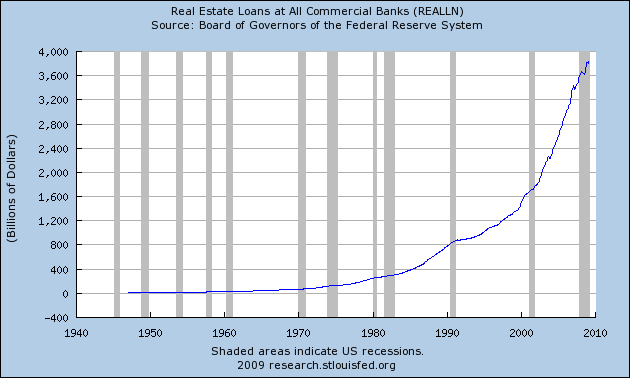 Real Estate Loans at All Commercial Banks (REALLN)
Source: Board of Governors of the Federal Reserve System
(Billions of Dollars)
4,000
3,600
3,200
2,800
2,400
2,000
1,600
1,200
800
400
0
-400
1940 1950 1960 1970 1980 1990 2000 2010
Shaded areas indicate US recessions.
2009 research.stlouisfed.org